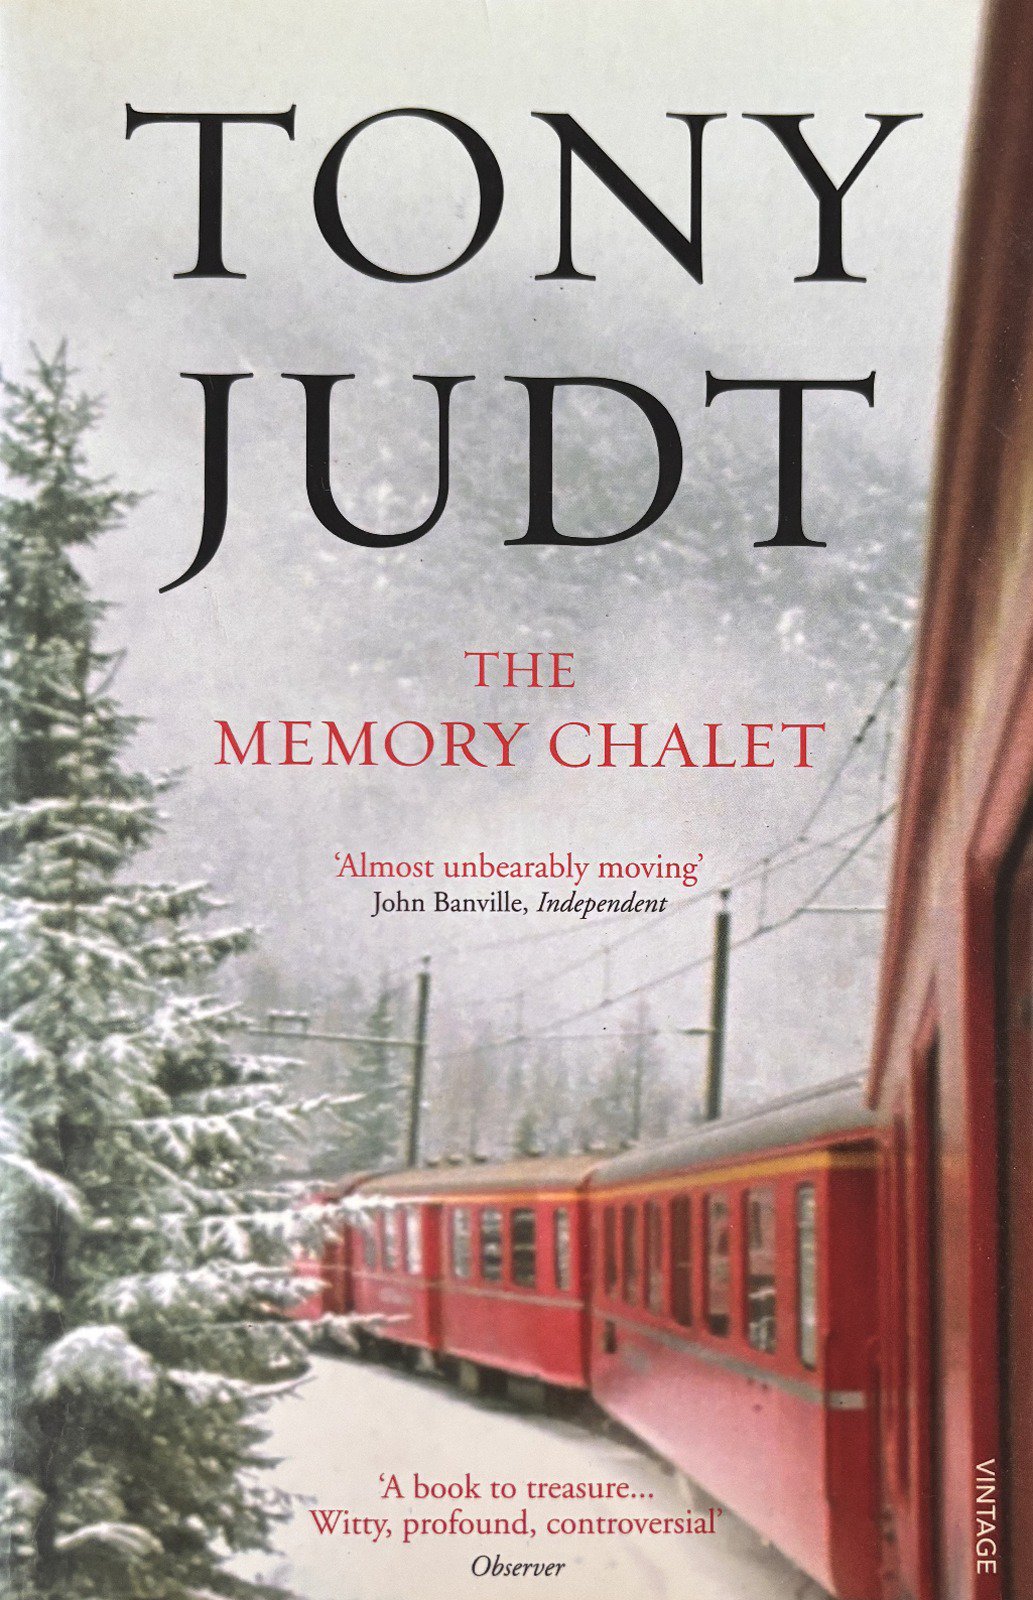 TONY
JUDT
THE
MEMORY CHALET
‘Almost unbearably moving’
John Banville, Independent
‘A book to treasure...
Witty, profound, controversial’
Observer
VINTAGE